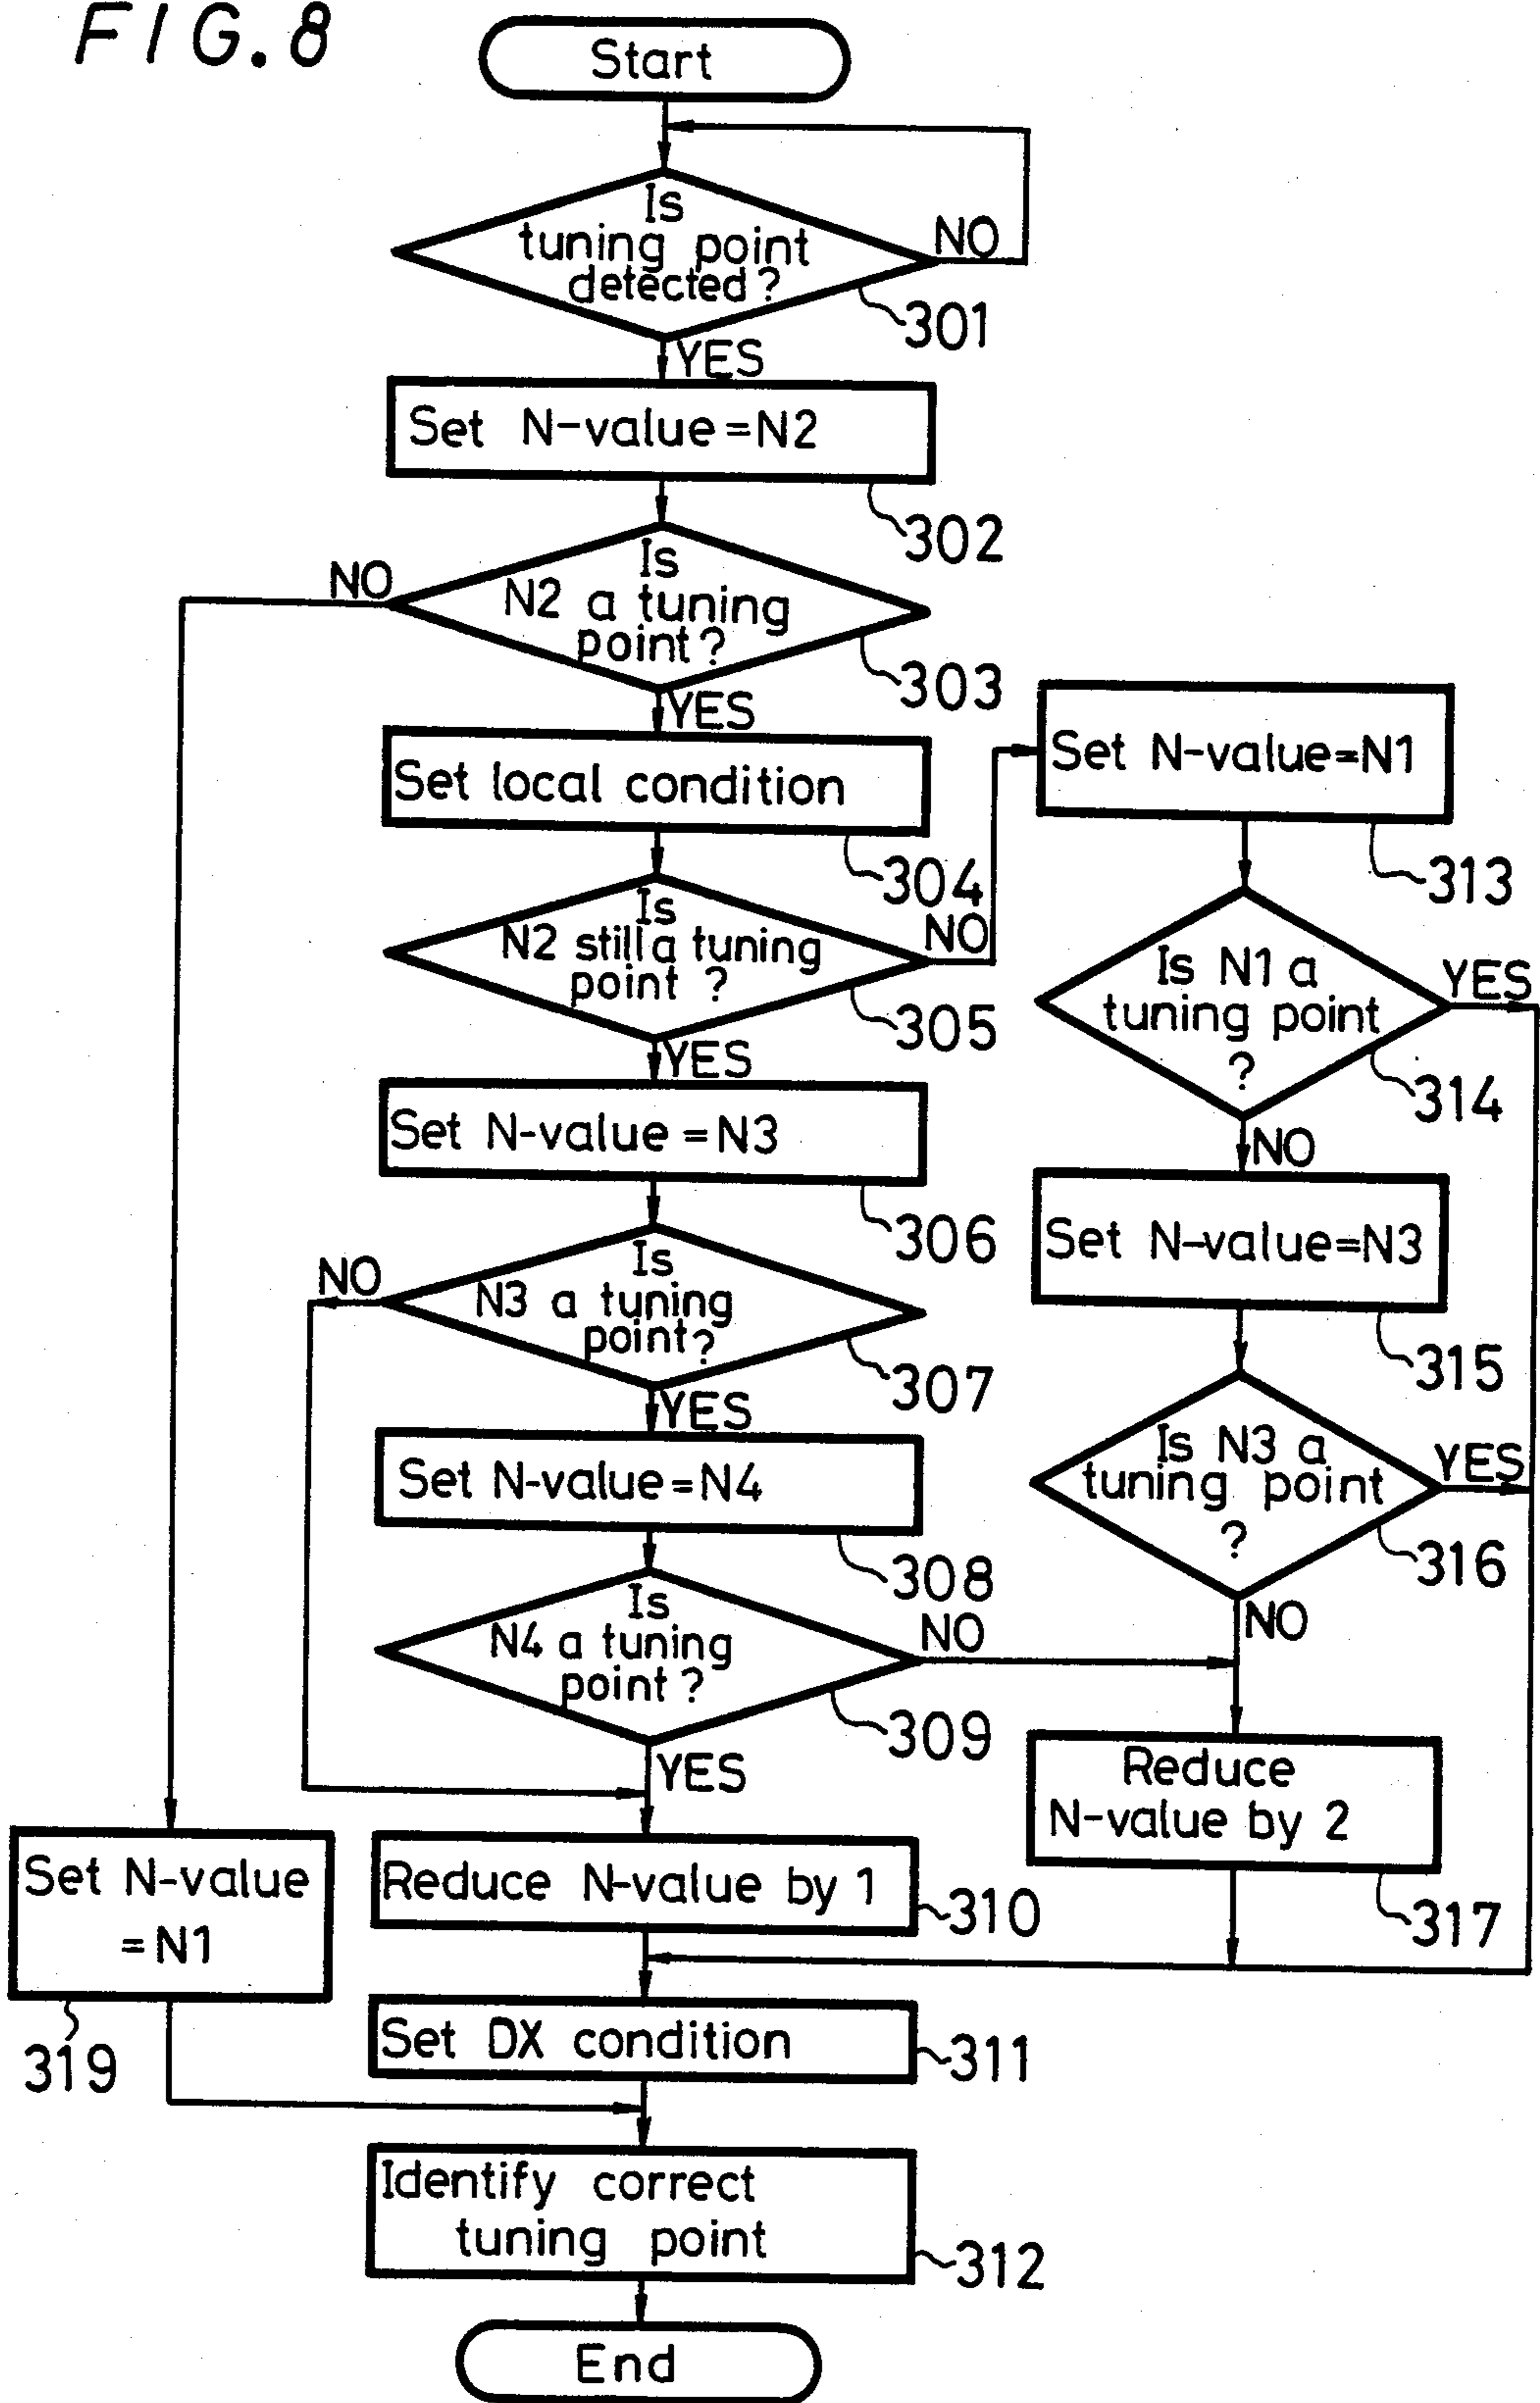 FIG. 8
Start
Is
tuning point
detected?
NO
301
YES
Set N-value=N2
302
Is
N2 a tuning
point?
NO
303
YES
Set local condition
304
Is
N2 still a tuning
point ?
NO
305
YES
Set N-value=N3
306
Is
N3 a tuning
point?
NO
307
YES
Set N-value=N4
308
Is
N4 a tuning
point?
NO
309
YES
Reduce N-value by 1
310
Set DX condition
311
Identify correct
tuning point
312
End
Set N-value=N1
313
Is N1 a
tuning point
?
YES
314
NO
Set N-value=N3
315
Is N3 a
tuning point
?
YES
316
NO
Reduce
N-value by 2
317
Set N-value
=N1
319